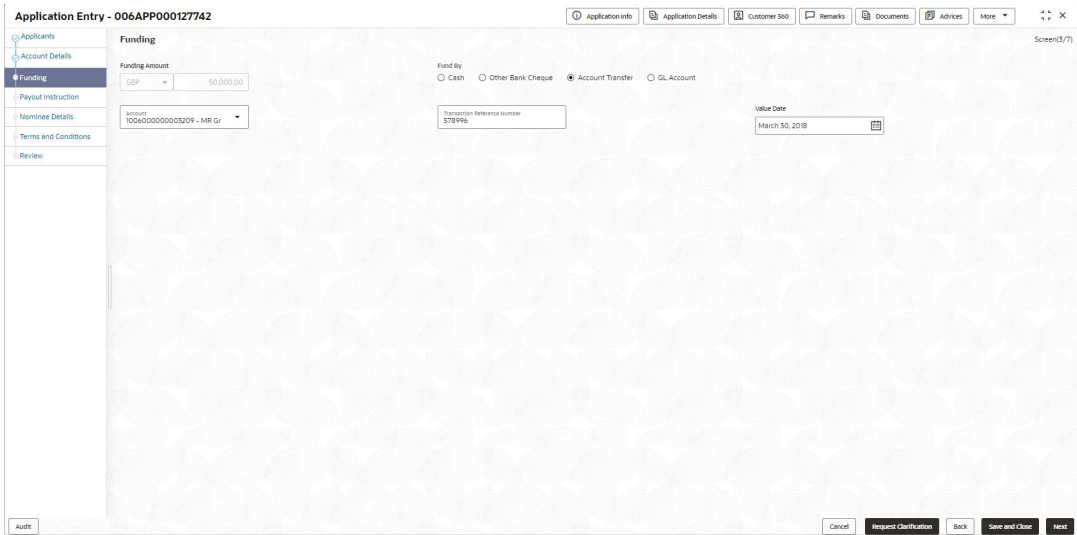 Application Entry - 006APP000127742
Application Info
Application Details
Customer 360
Remarks
Documents
Advices
More
Applicants
Account Details
Funding
Payout Instruction
Nominee Details
Terms and Conditions
Review
Funding
Screen(3/7)
Funding Amount
GBP
50,000.00
Fund By
Cash
Other Bank Cheque
Account Transfer
GL Account
Account
1006000000003209 - MR Gr
Transaction Reference Number
578996
Value Date
March 30, 2018
Audit
Cancel
Request Clarification
Back
Save and Close
Next